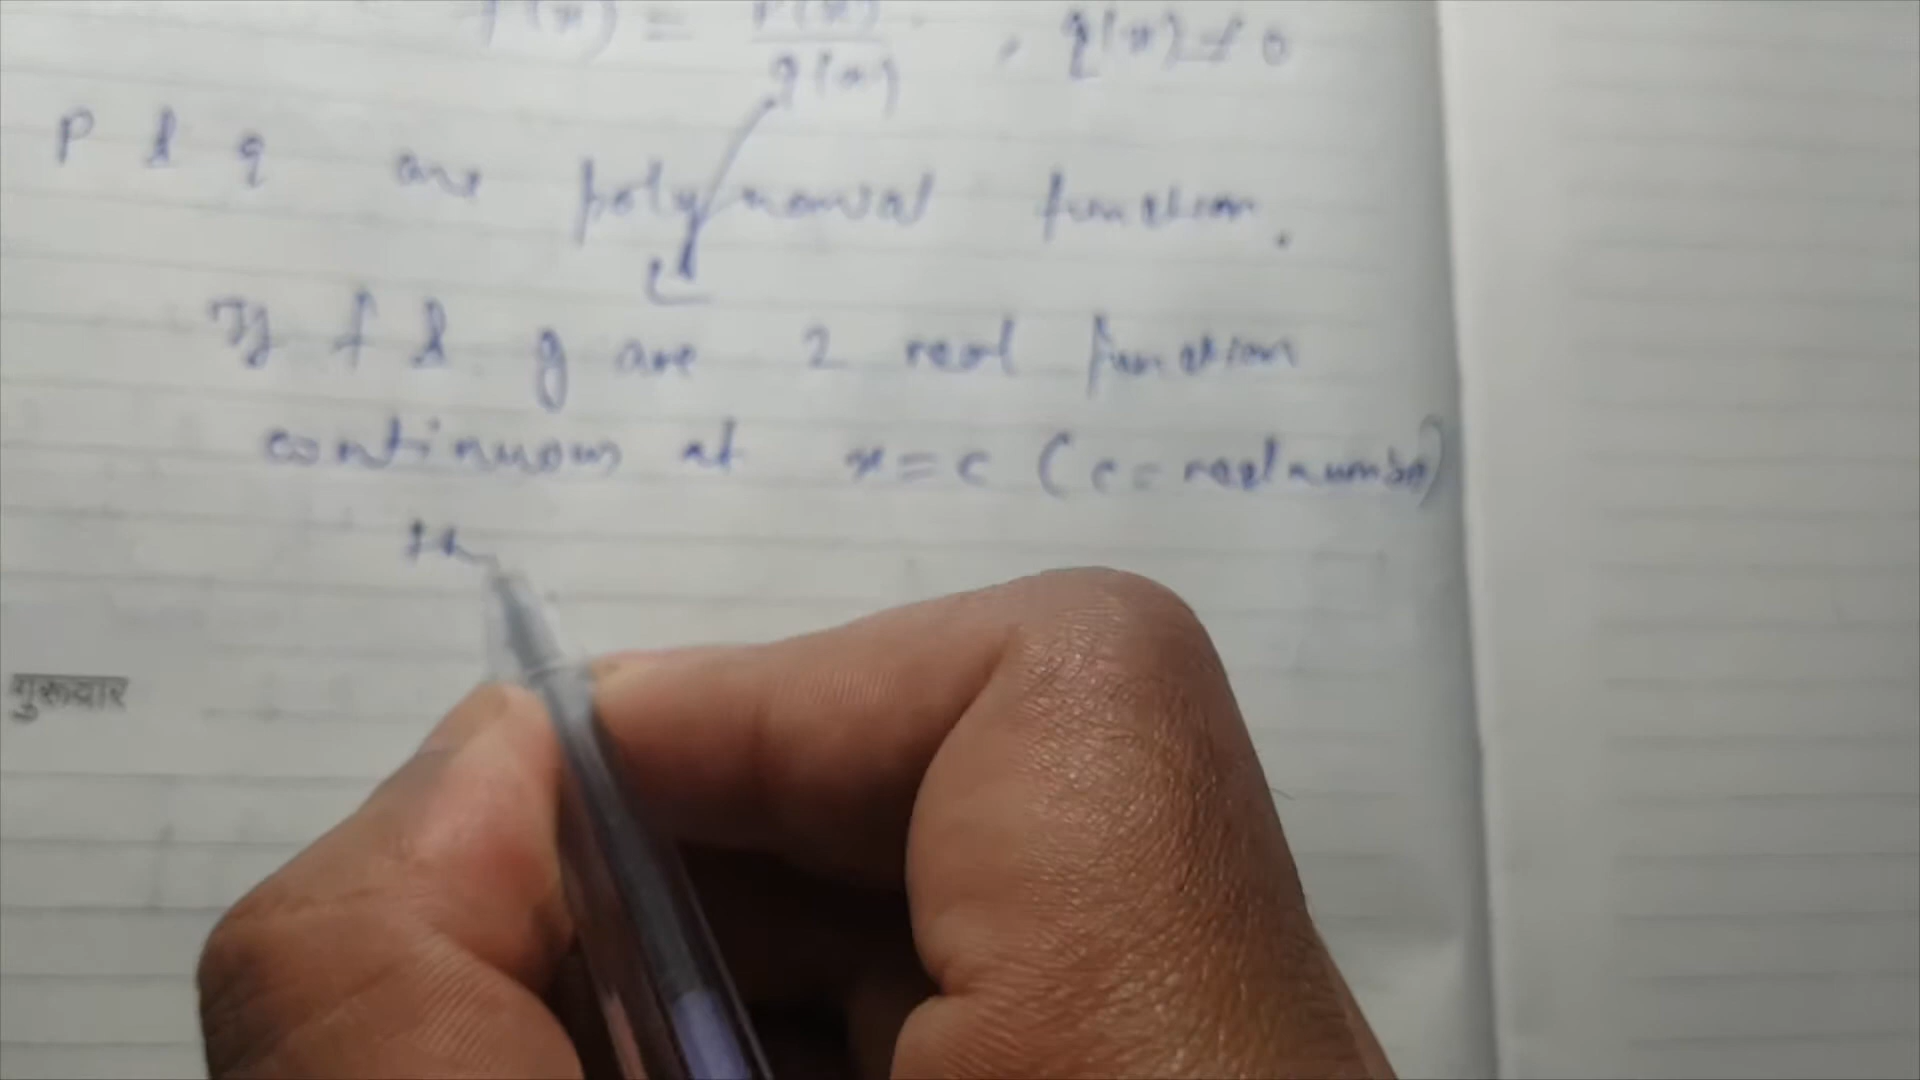 f(x) = p(x)/q(x) , q(x) ≠ 0
p & q are polynomial function.
If f & g are 2 real function
continuous at x = c (c = real number)
गुरूवार